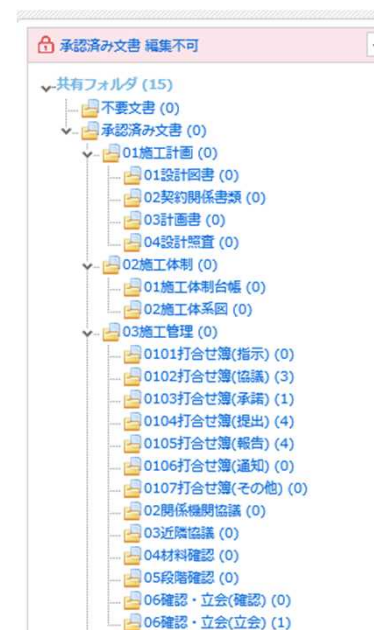 承認済み文書 編集不可
共有フォルダ (15)
不要文書 (0)
承認済み文書 (0)
01施工計画 (0)
01設計図書 (0)
02契約関係書類 (0)
03計画書 (0)
04設計照査 (0)
02施工体制 (0)
01施工体制台帳 (0)
02施工体系図 (0)
03施工管理 (0)
0101打合せ簿(指示) (0)
0102打合せ簿(協議) (3)
0103打合せ簿(承諾) (1)
0104打合せ簿(提出) (4)
0105打合せ簿(報告) (4)
0106打合せ簿(通知) (0)
0107打合せ簿(その他) (0)
02関係機関協議 (0)
03近隣協議 (0)
04材料確認 (0)
05段階確認 (0)
06確認・立会(確認) (0)
06確認・立会(立会) (1)